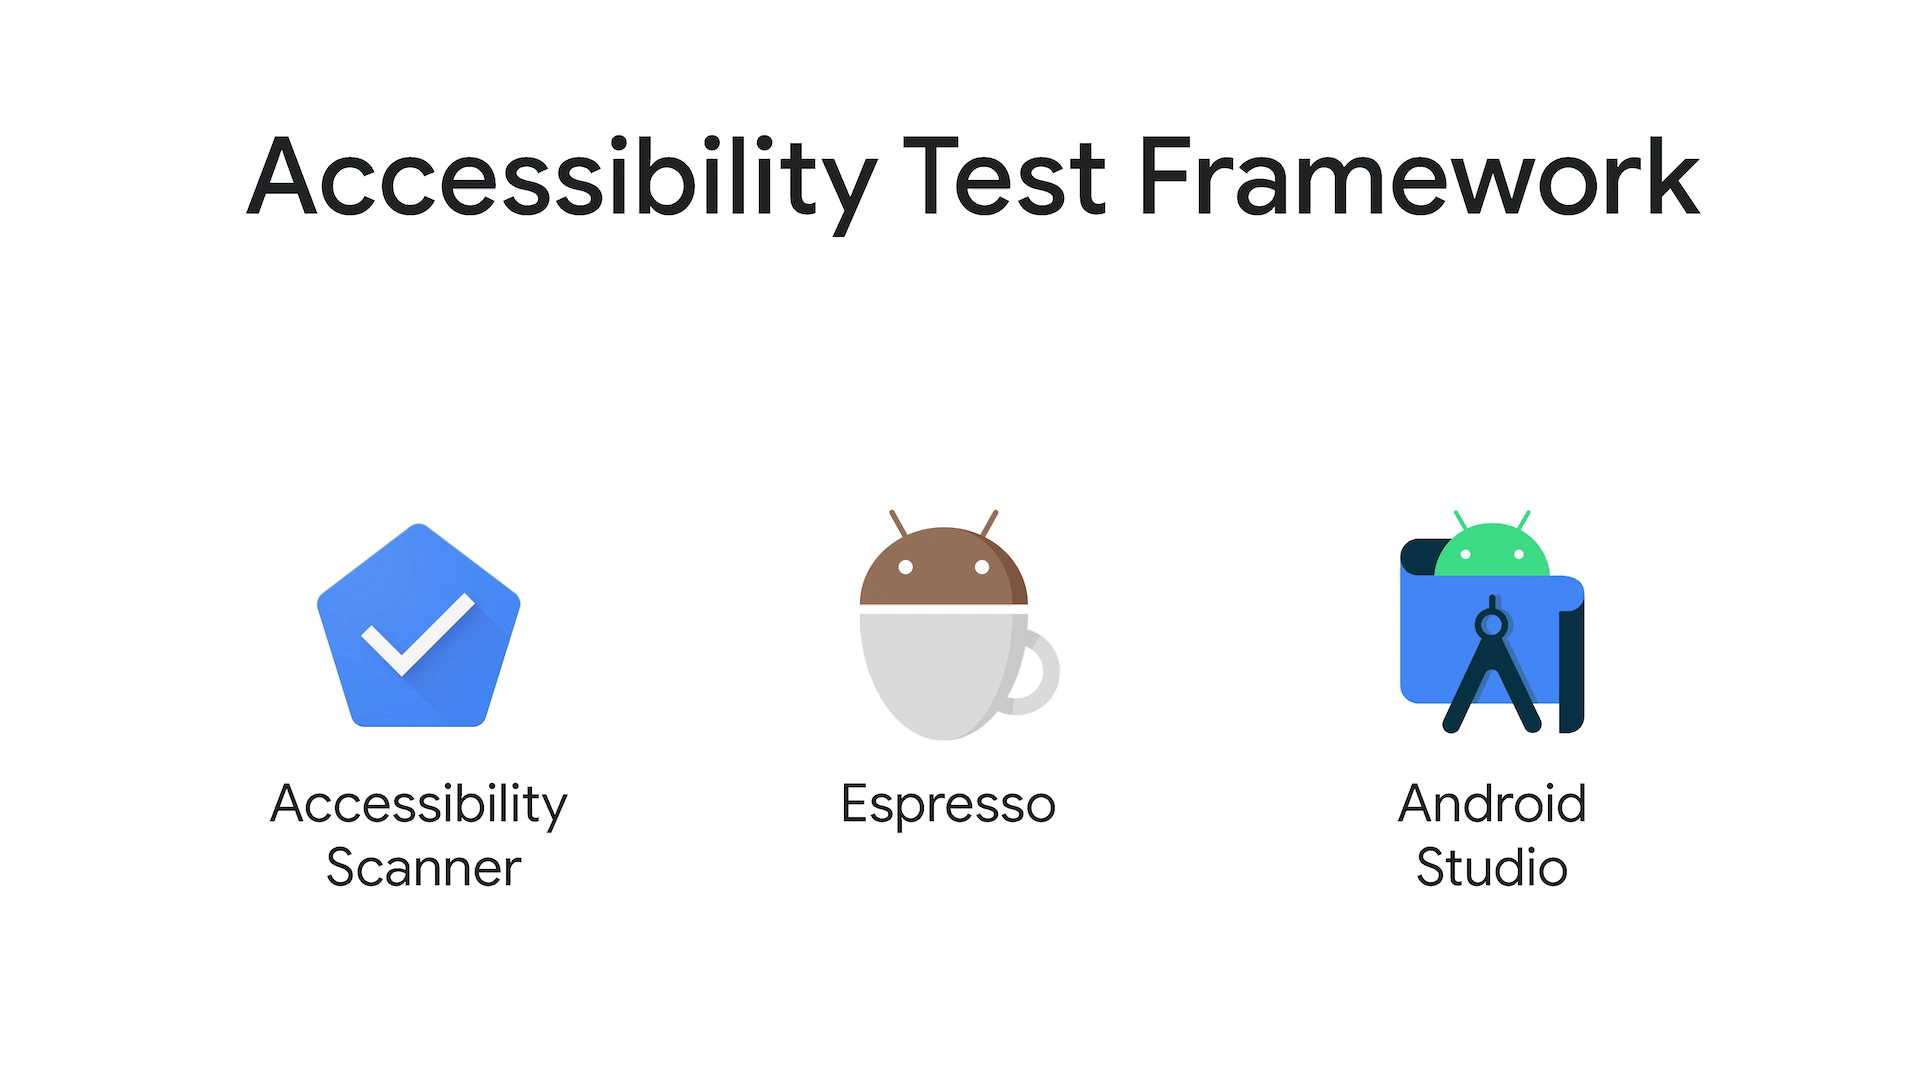 Accessibility Test Framework
Accessibility
Scanner
Espresso
Android
Studio